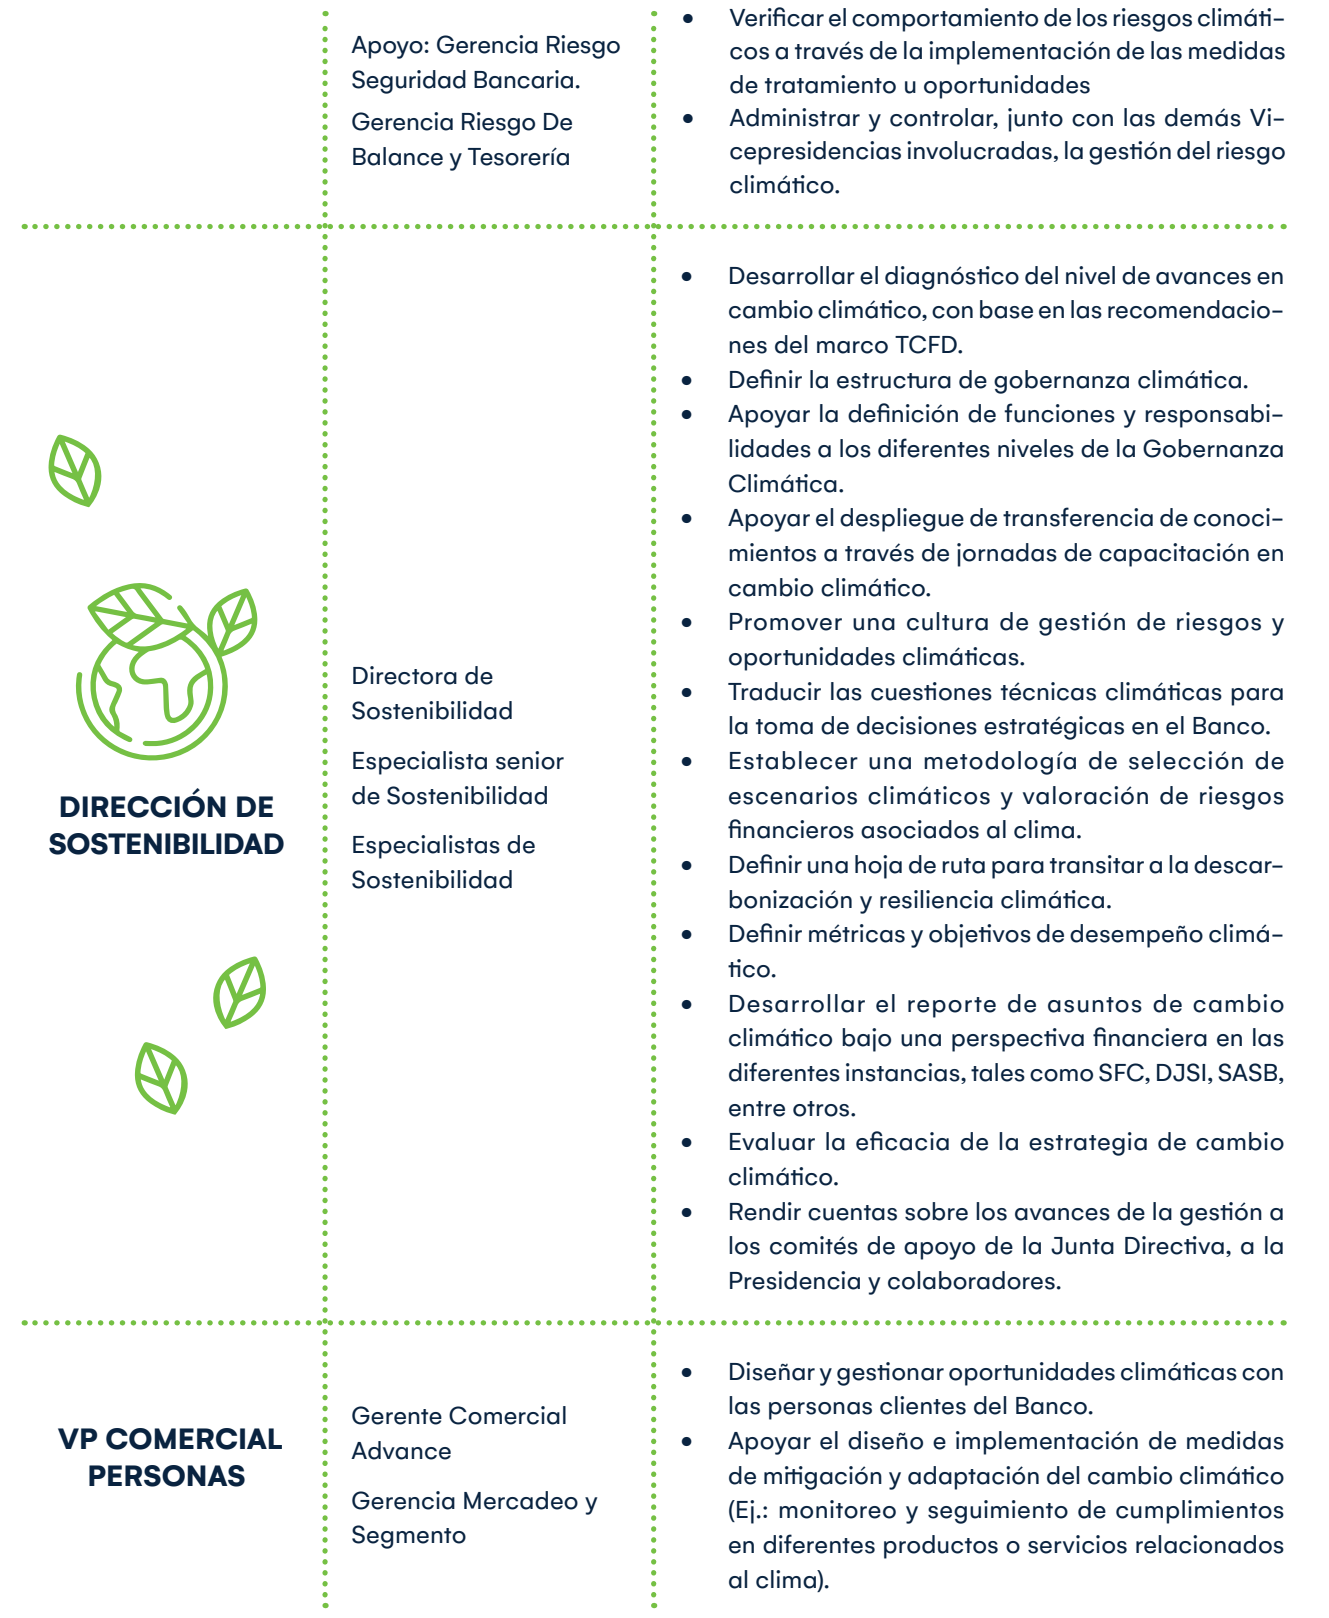 Apoyo: Gerencia Riesgo
Seguridad Bancaria.
Gerencia Riesgo De
Balance y Tesorería
• Verificar el comportamiento de los riesgos climáti-
cos a través de la implementación de las medidas
de tratamiento u oportunidades
• Administrar y controlar, junto con las demás Vi-
cepresidencias involucradas, la gestión del riesgo
climático.
DIRECCIÓN DE
SOSTENIBILIDAD
Directora de
Sostenibilidad
Especialista senior
de Sostenibilidad
Especialistas de
Sostenibilidad
• Desarrollar el diagnóstico del nivel de avances en
cambio climático, con base en las recomendacio-
nes del marco TCFD.
• Definir la estructura de gobernanza climática.
• Apoyar la definición de funciones y responsabi-
lidades a los diferentes niveles de la Gobernanza
Climática.
• Apoyar el despliegue de transferencia de conoci-
mientos a través de jornadas de capacitación en
cambio climático.
• Promover una cultura de gestión de riesgos y
oportunidades climáticas.
• Traducir las cuestiones técnicas climáticas para
la toma de decisiones estratégicas en el Banco.
• Establecer una metodología de selección de
escenarios climáticos y valoración de riesgos
financieros asociados al clima.
• Definir una hoja de ruta para transitar a la descar-
bonización y resiliencia climática.
• Definir métricas y objetivos de desempeño climá-
tico.
• Desarrollar el reporte de asuntos de cambio
climático bajo una perspectiva financiera en las
diferentes instancias, tales como SFC, DJSI, SASB,
entre otros.
• Evaluar la eficacia de la estrategia de cambio
climático.
• Rendir cuentas sobre los avances de la gestión a
los comités de apoyo de la Junta Directiva, a la
Presidencia y colaboradores.
VP COMERCIAL
PERSONAS
Gerente Comercial
Advance
Gerencia Mercadeo y
Segmento
• Diseñar y gestionar oportunidades climáticas con
las personas clientes del Banco.
• Apoyar el diseño e implementación de medidas
de mitigación y adaptación del cambio climático
(Ej.: monitoreo y seguimiento de cumplimientos
en diferentes productos o servicios relacionados
al clima).